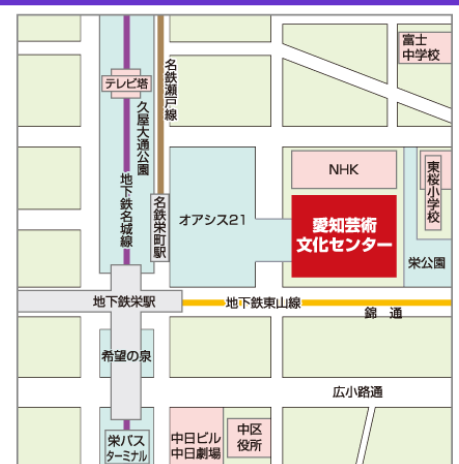 富士
中学校
テレビ塔
名鉄瀬戸線
久屋大通公園
NHK
東桜小学校
地下鉄名城線
名鉄栄町駅
オアシス21
愛知芸術
文化センター
栄公園
地下鉄栄駅
地下鉄東山線
錦 通
希望の泉
広小路通
栄バス
ターミナル
中日ビル
中日劇場
中区
役所